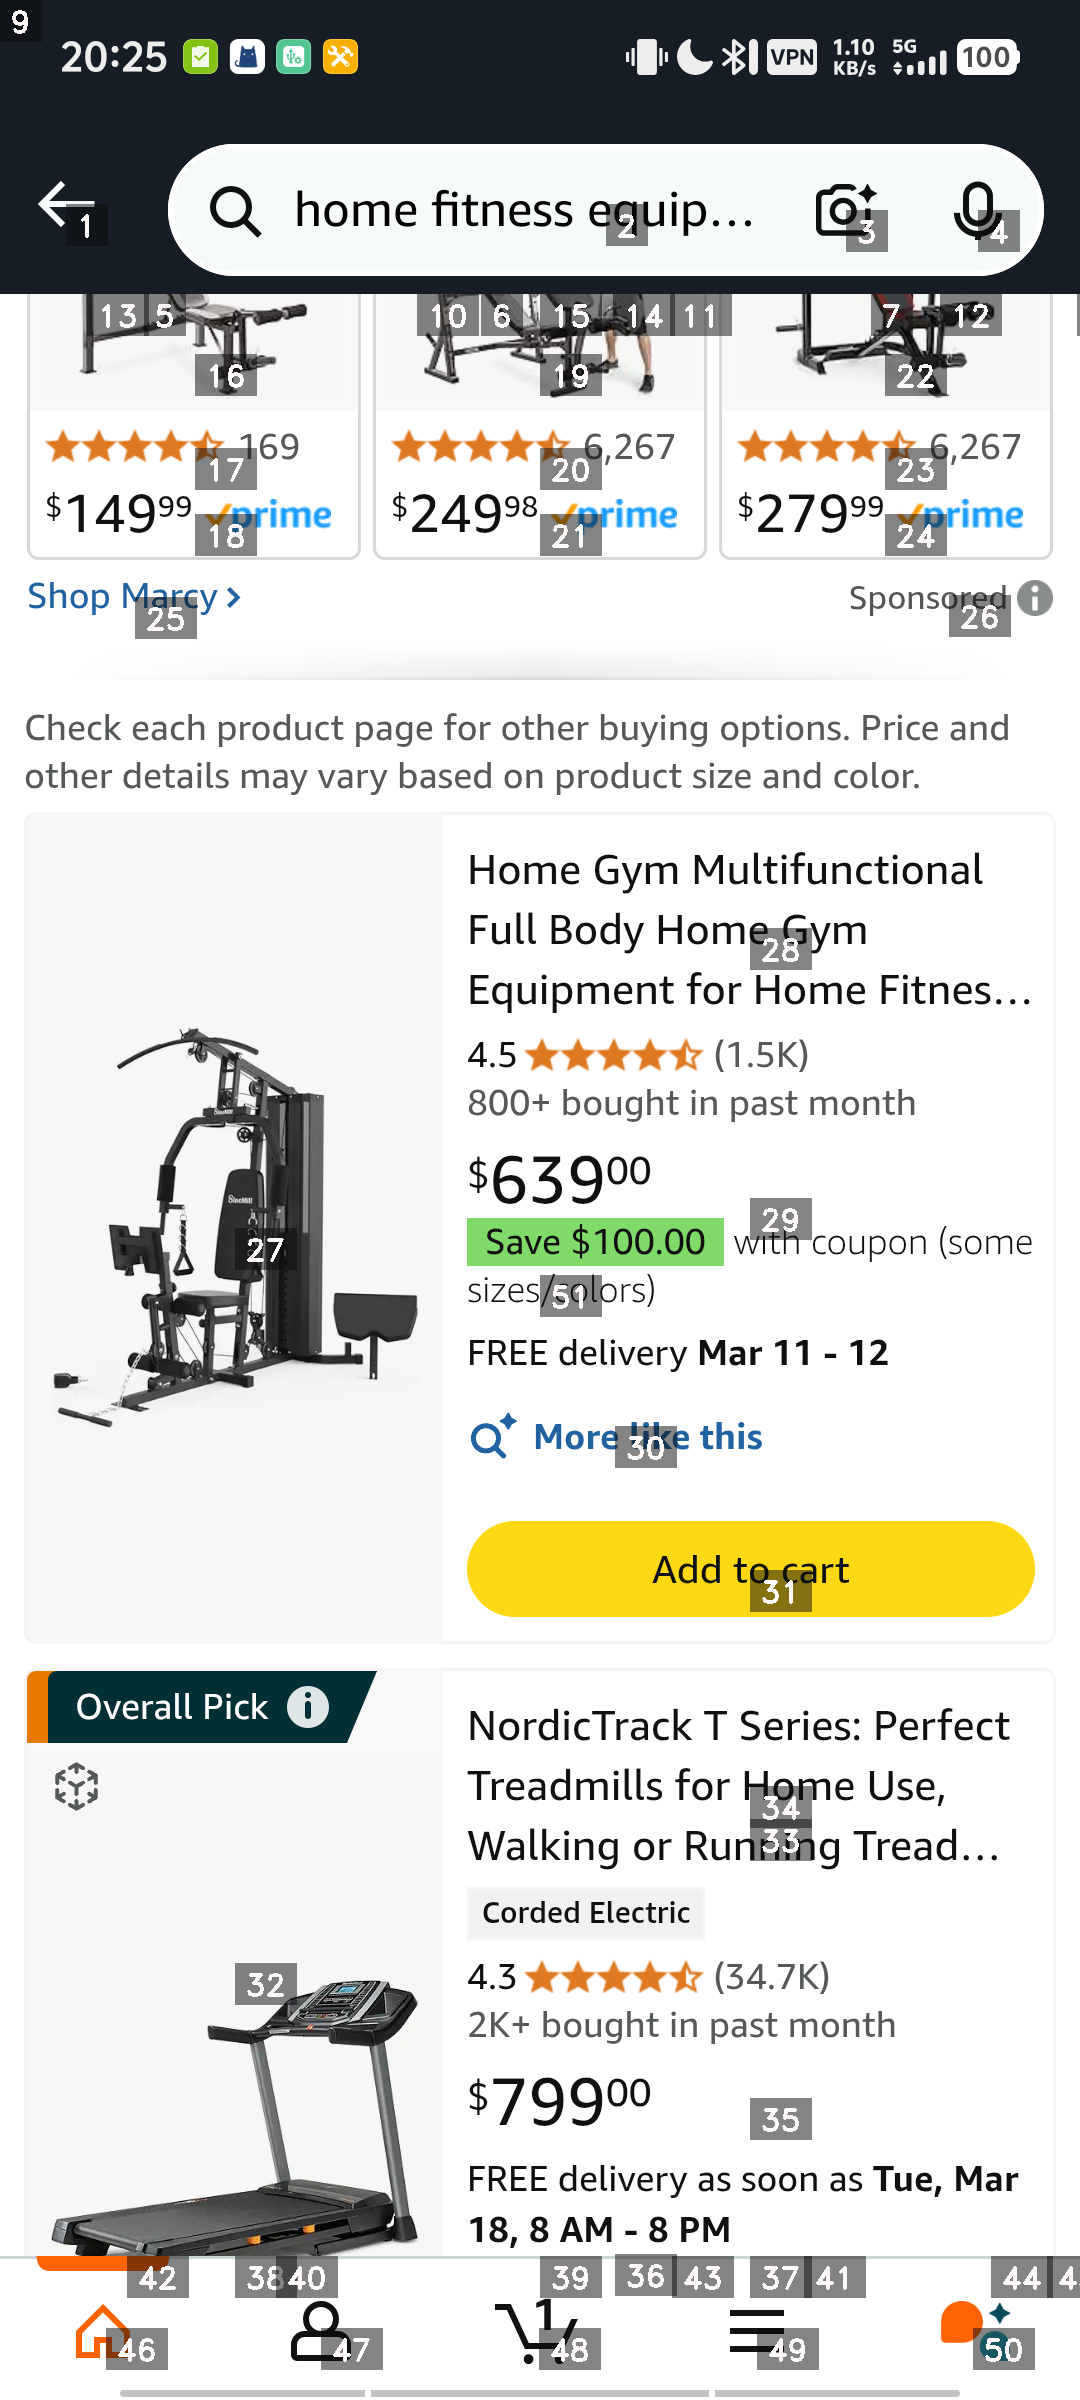 9
20:25
VPN
1.10 KB/s
5G
100
1
home fitness equip...
2
3
4
13 5
10 6 15 14 11
7 12
16
19
22
169
6,267
6,267
17
20
23
$149.99 prime
$249.98 prime
$279.99 prime
18
21
24
Shop Marcy
Sponsored
25
26
Check each product page for other buying options. Price and
other details may vary based on product size and color.
Home Gym Multifunctional
Full Body Home Gym
28
Equipment for Home Fitnes...
4.5 (1.5K)
800+ bought in past month
$639.00
29
27
Save $100.00 with coupon (some
sizes/colors)
51
FREE delivery Mar 11 - 12
More like this
30
Add to cart
31
Overall Pick
NordicTrack T Series: Perfect
Treadmills for Home Use,
34
33
Walking or Running Tread...
Corded Electric
32
4.3 (34.7K)
2K+ bought in past month
$799.00
35
FREE delivery as soon as Tue, Mar
18, 8 AM - 8 PM
42
38 40
39
36 43
37 41
44
1
46
47
48
49
50